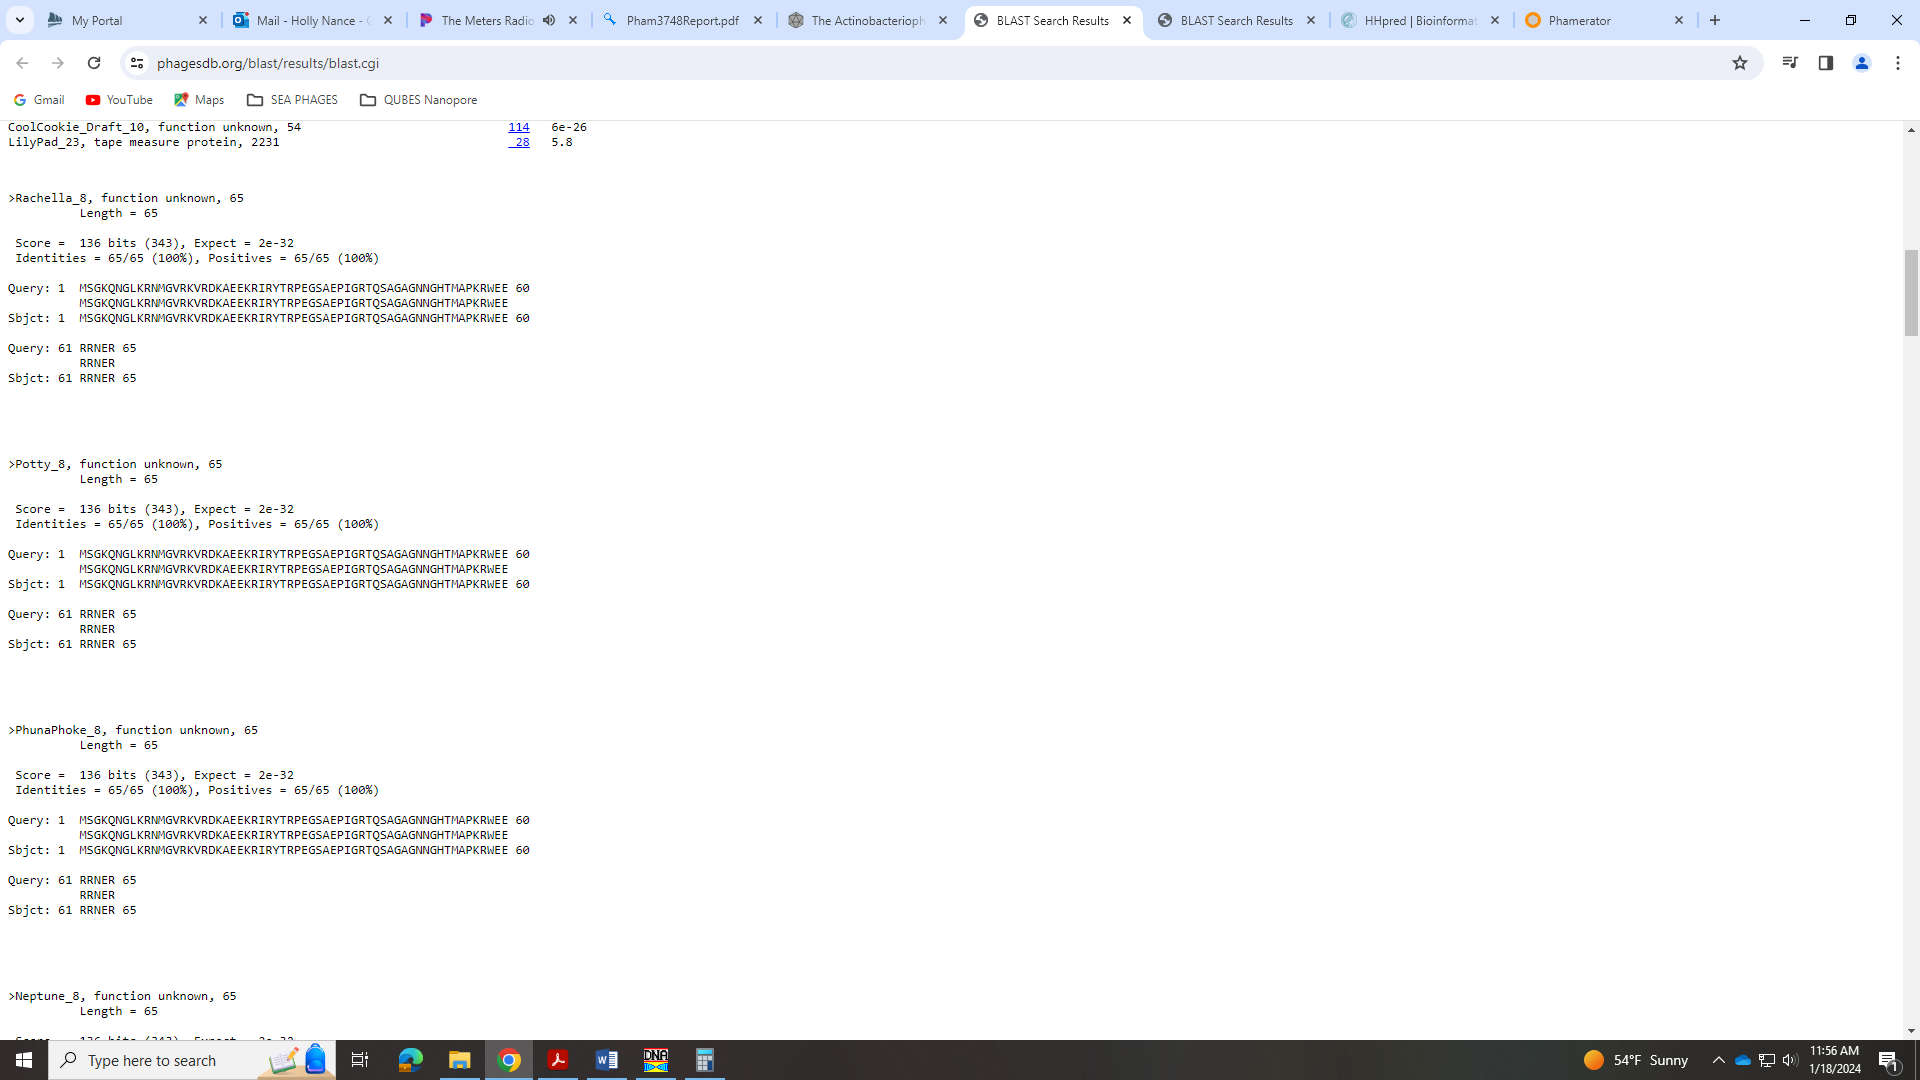 My Portal
Mail - Holly Nance -
The Meters Radio
Pham3748Report.pdf
The Actinobacterioph
BLAST Search Results
BLAST Search Results
HHpred | Bioinformat
Phamerator
phagesdb.org/blast/results/blast.cgi
Gmail
YouTube
Maps
SEA PHAGES
QUBES Nanopore
CoolCookie_Draft_10, function unknown, 54 114 6e-26
LilyPad_23, tape measure protein, 2231 28 5.8
>Rachella_8, function unknown, 65
Length = 65
Score = 136 bits (343), Expect = 2e-32
Identities = 65/65 (100%), Positives = 65/65 (100%)
Query: 1 MSGKQNGLKRNMGVRKVRDKAEEKRIRYTRPEGSAEPIGRTQSAGAGNNGHTMAPKRWEE 60
MSGKQNGLKRNMGVRKVRDKAEEKRIRYTRPEGSAEPIGRTQSAGAGNNGHTMAPKRWEE
Sbjct: 1 MSGKQNGLKRNMGVRKVRDKAEEKRIRYTRPEGSAEPIGRTQSAGAGNNGHTMAPKRWEE 60
Query: 61 RRNER 65
RRNER
Sbjct: 61 RRNER 65
>Potty_8, function unknown, 65
Length = 65
Score = 136 bits (343), Expect = 2e-32
Identities = 65/65 (100%), Positives = 65/65 (100%)
Query: 1 MSGKQNGLKRNMGVRKVRDKAEEKRIRYTRPEGSAEPIGRTQSAGAGNNGHTMAPKRWEE 60
MSGKQNGLKRNMGVRKVRDKAEEKRIRYTRPEGSAEPIGRTQSAGAGNNGHTMAPKRWEE
Sbjct: 1 MSGKQNGLKRNMGVRKVRDKAEEKRIRYTRPEGSAEPIGRTQSAGAGNNGHTMAPKRWEE 60
Query: 61 RRNER 65
RRNER
Sbjct: 61 RRNER 65
>PhunaPhoke_8, function unknown, 65
Length = 65
Score = 136 bits (343), Expect = 2e-32
Identities = 65/65 (100%), Positives = 65/65 (100%)
Query: 1 MSGKQNGLKRNMGVRKVRDKAEEKRIRYTRPEGSAEPIGRTQSAGAGNNGHTMAPKRWEE 60
MSGKQNGLKRNMGVRKVRDKAEEKRIRYTRPEGSAEPIGRTQSAGAGNNGHTMAPKRWEE
Sbjct: 1 MSGKQNGLKRNMGVRKVRDKAEEKRIRYTRPEGSAEPIGRTQSAGAGNNGHTMAPKRWEE 60
Query: 61 RRNER 65
RRNER
Sbjct: 61 RRNER 65
>Neptune_8, function unknown, 65
Length = 65
Type here to search
DNA
54°F Sunny
11:56 AM
1/18/2024
1